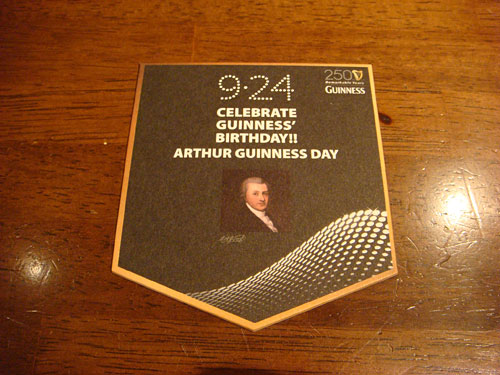 9·24
250
Remarkable Years
GUINNESS
CELEBRATE
GUINNESS'
BIRTHDAY!!
ARTHUR GUINNESS DAY